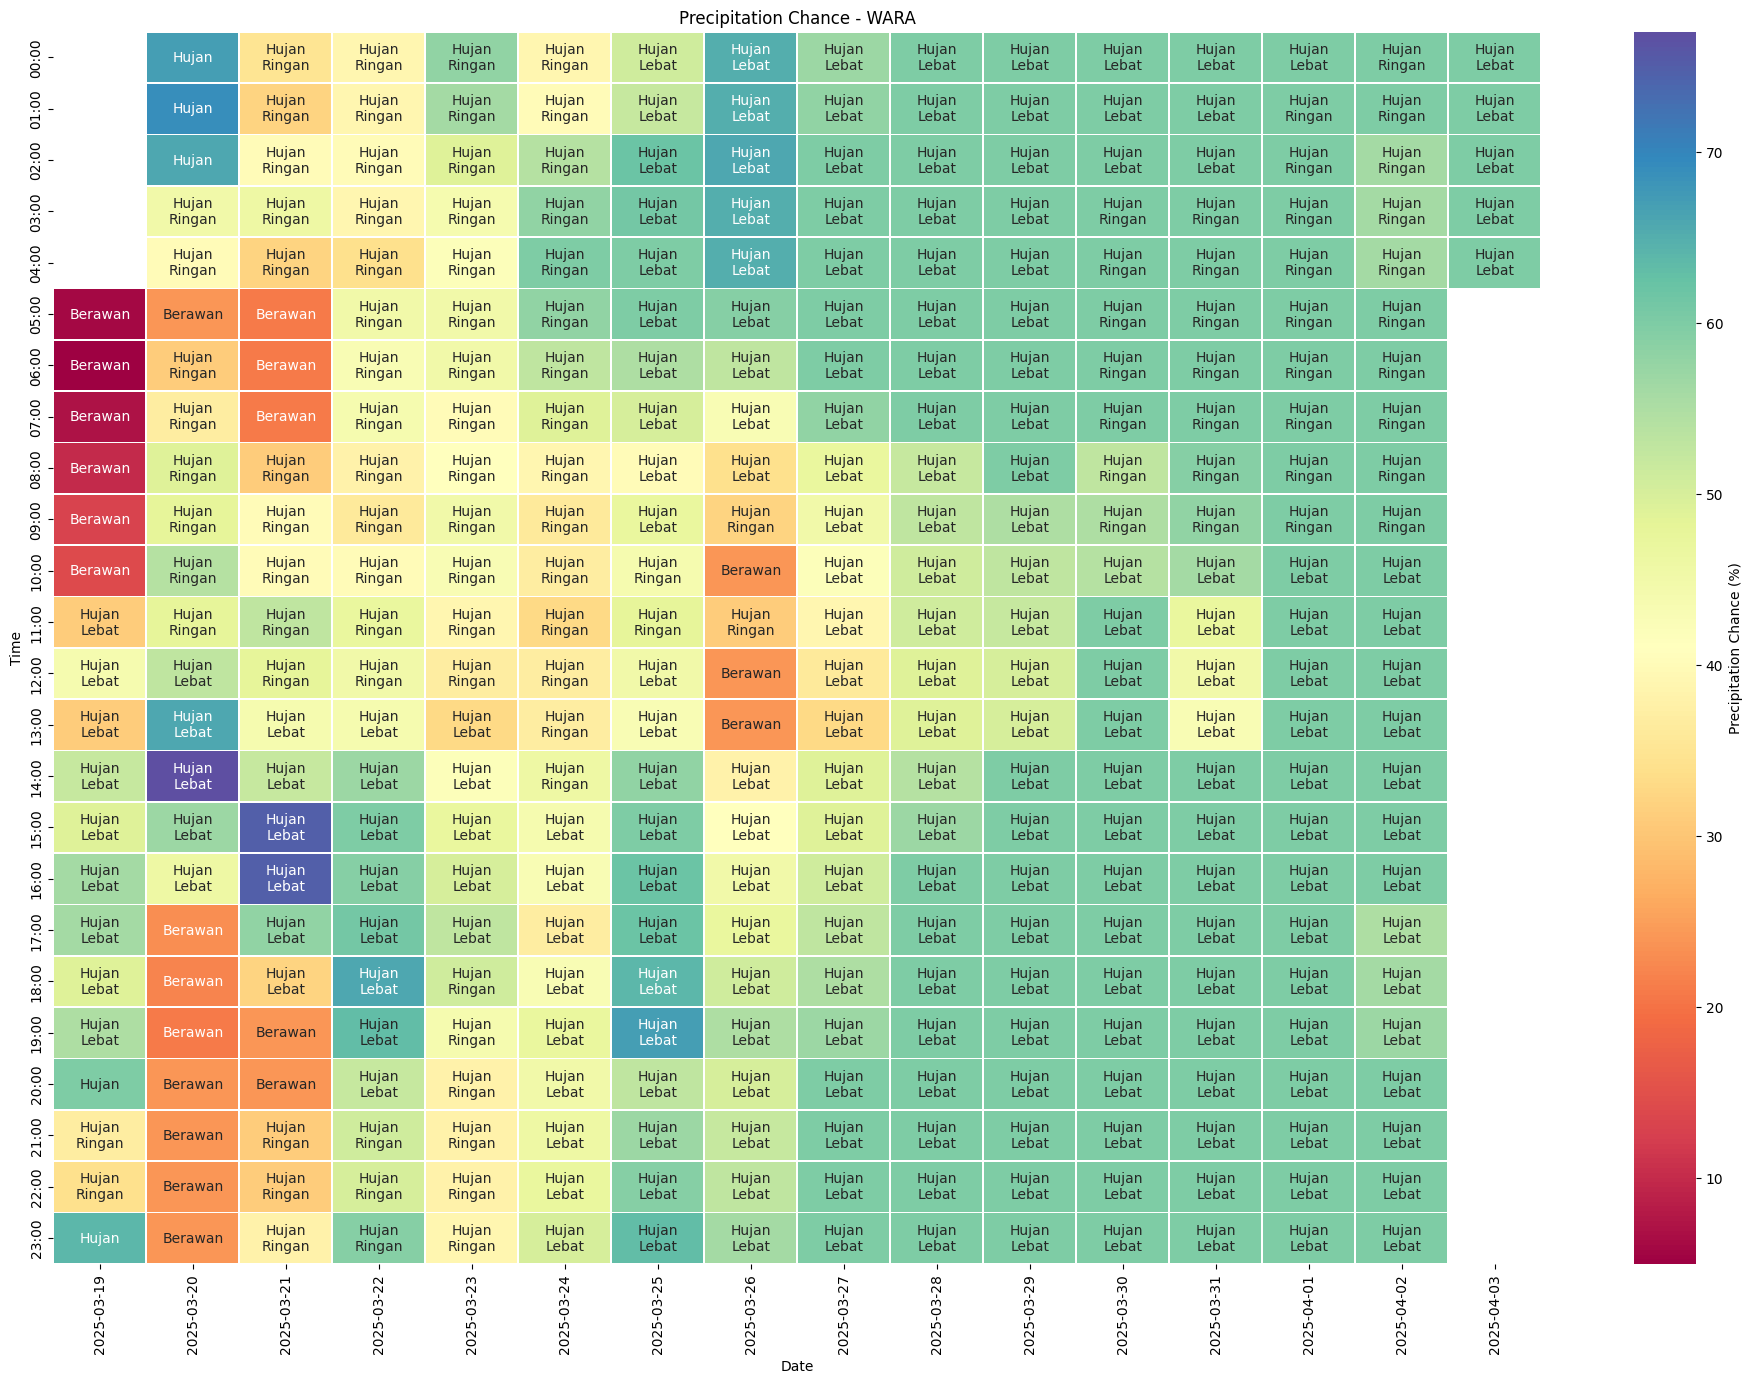 Precipitation Chance - WARA
00:00 Hujan Hujan Ringan Hujan Ringan Hujan Ringan Hujan Ringan Hujan Lebat Hujan Lebat Hujan Lebat Hujan Lebat Hujan Lebat Hujan Lebat Hujan Lebat Hujan Lebat Hujan Ringan Hujan Lebat
01:00 Hujan Hujan Ringan Hujan Ringan Hujan Ringan Hujan Ringan Hujan Lebat Hujan Lebat Hujan Lebat Hujan Lebat Hujan Lebat Hujan Lebat Hujan Lebat Hujan Ringan Hujan Ringan Hujan Lebat
02:00 Hujan Hujan Ringan Hujan Ringan Hujan Ringan Hujan Ringan Hujan Lebat Hujan Lebat Hujan Lebat Hujan Lebat Hujan Lebat Hujan Lebat Hujan Lebat Hujan Ringan Hujan Ringan Hujan Lebat
03:00 Hujan Ringan Hujan Ringan Hujan Ringan Hujan Ringan Hujan Ringan Hujan Lebat Hujan Lebat Hujan Lebat Hujan Lebat Hujan Lebat Hujan Ringan Hujan Ringan Hujan Ringan Hujan Ringan Hujan Lebat
04:00 Hujan Ringan Hujan Ringan Hujan Ringan Hujan Ringan Hujan Ringan Hujan Lebat Hujan Lebat Hujan Lebat Hujan Lebat Hujan Lebat Hujan Ringan Hujan Ringan Hujan Ringan Hujan Ringan Hujan Lebat
05:00 Berawan Berawan Berawan Hujan Ringan Hujan Ringan Hujan Ringan Hujan Lebat Hujan Lebat Hujan Lebat Hujan Lebat Hujan Lebat Hujan Ringan Hujan Ringan Hujan Ringan Hujan Ringan
06:00 Berawan Hujan Ringan Berawan Hujan Ringan Hujan Ringan Hujan Ringan Hujan Lebat Hujan Lebat Hujan Lebat Hujan Lebat Hujan Lebat Hujan Ringan Hujan Ringan Hujan Ringan Hujan Ringan
07:00 Berawan Hujan Ringan Berawan Hujan Ringan Hujan Ringan Hujan Ringan Hujan Lebat Hujan Lebat Hujan Lebat Hujan Lebat Hujan Lebat Hujan Ringan Hujan Ringan Hujan Ringan Hujan Ringan
08:00 Berawan Hujan Ringan Hujan Ringan Hujan Ringan Hujan Ringan Hujan Ringan Hujan Lebat Hujan Lebat Hujan Lebat Hujan Lebat Hujan Lebat Hujan Ringan Hujan Ringan Hujan Ringan Hujan Ringan
09:00 Berawan Hujan Ringan Hujan Ringan Hujan Ringan Hujan Ringan Hujan Ringan Hujan Lebat Hujan Ringan Hujan Lebat Hujan Lebat Hujan Lebat Hujan Ringan Hujan Ringan Hujan Ringan Hujan Ringan
10:00 Berawan Hujan Ringan Hujan Ringan Hujan Ringan Hujan Ringan Hujan Ringan Hujan Ringan Berawan Hujan Lebat Hujan Lebat Hujan Lebat Hujan Lebat Hujan Lebat Hujan Lebat Hujan Lebat
11:00 Hujan Lebat Hujan Ringan Hujan Ringan Hujan Ringan Hujan Ringan Hujan Ringan Hujan Ringan Hujan Ringan Hujan Lebat Hujan Lebat Hujan Lebat Hujan Lebat Hujan Lebat Hujan Lebat Hujan Lebat
12:00 Hujan Lebat Hujan Lebat Hujan Ringan Hujan Ringan Hujan Ringan Hujan Ringan Hujan Lebat Berawan Hujan Lebat Hujan Lebat Hujan Lebat Hujan Lebat Hujan Lebat Hujan Lebat Hujan Lebat
13:00 Hujan Lebat Hujan Lebat Hujan Lebat Hujan Lebat Hujan Lebat Hujan Ringan Hujan Lebat Berawan Hujan Lebat Hujan Lebat Hujan Lebat Hujan Lebat Hujan Lebat Hujan Lebat Hujan Lebat
14:00 Hujan Lebat Hujan Lebat Hujan Lebat Hujan Lebat Hujan Lebat Hujan Ringan Hujan Lebat Hujan Lebat Hujan Lebat Hujan Lebat Hujan Lebat Hujan Lebat Hujan Lebat Hujan Lebat Hujan Lebat
15:00 Hujan Lebat Hujan Lebat Hujan Lebat Hujan Lebat Hujan Lebat Hujan Lebat Hujan Lebat Hujan Lebat Hujan Lebat Hujan Lebat Hujan Lebat Hujan Lebat Hujan Lebat Hujan Lebat Hujan Lebat
16:00 Hujan Lebat Hujan Lebat Hujan Lebat Hujan Lebat Hujan Lebat Hujan Lebat Hujan Lebat Hujan Lebat Hujan Lebat Hujan Lebat Hujan Lebat Hujan Lebat Hujan Lebat Hujan Lebat Hujan Lebat
17:00 Hujan Lebat Berawan Hujan Lebat Hujan Lebat Hujan Lebat Hujan Lebat Hujan Lebat Hujan Lebat Hujan Lebat Hujan Lebat Hujan Lebat Hujan Lebat Hujan Lebat Hujan Lebat Hujan Lebat
18:00 Hujan Lebat Berawan Hujan Lebat Hujan Lebat Hujan Ringan Hujan Lebat Hujan Lebat Hujan Lebat Hujan Lebat Hujan Lebat Hujan Lebat Hujan Lebat Hujan Lebat Hujan Lebat Hujan Lebat
19:00 Hujan Lebat Berawan Berawan Hujan Lebat Hujan Ringan Hujan Lebat Hujan Lebat Hujan Lebat Hujan Lebat Hujan Lebat Hujan Lebat Hujan Lebat Hujan Lebat Hujan Lebat Hujan Lebat
20:00 Hujan Berawan Berawan Hujan Lebat Hujan Ringan Hujan Lebat Hujan Lebat Hujan Lebat Hujan Lebat Hujan Lebat Hujan Lebat Hujan Lebat Hujan Lebat Hujan Lebat Hujan Lebat
21:00 Hujan Ringan Berawan Hujan Ringan Hujan Ringan Hujan Ringan Hujan Lebat Hujan Lebat Hujan Lebat Hujan Lebat Hujan Lebat Hujan Lebat Hujan Lebat Hujan Lebat Hujan Lebat Hujan Lebat
22:00 Hujan Ringan Berawan Hujan Ringan Hujan Ringan Hujan Ringan Hujan Lebat Hujan Lebat Hujan Lebat Hujan Lebat Hujan Lebat Hujan Lebat Hujan Lebat Hujan Lebat Hujan Lebat Hujan Lebat
23:00 Hujan Berawan Hujan Ringan Hujan Ringan Hujan Ringan Hujan Lebat Hujan Lebat Hujan Lebat Hujan Lebat Hujan Lebat Hujan Lebat Hujan Lebat Hujan Lebat Hujan Lebat Hujan Lebat
Time
2025-03-19 2025-03-20 2025-03-21 2025-03-22 2025-03-23 2025-03-24 2025-03-25 2025-03-26 2025-03-27 2025-03-28 2025-03-29 2025-03-30 2025-03-31 2025-04-01 2025-04-02 2025-04-03
Date
70
60
50
40
30
20
10
Precipitation Chance (%)